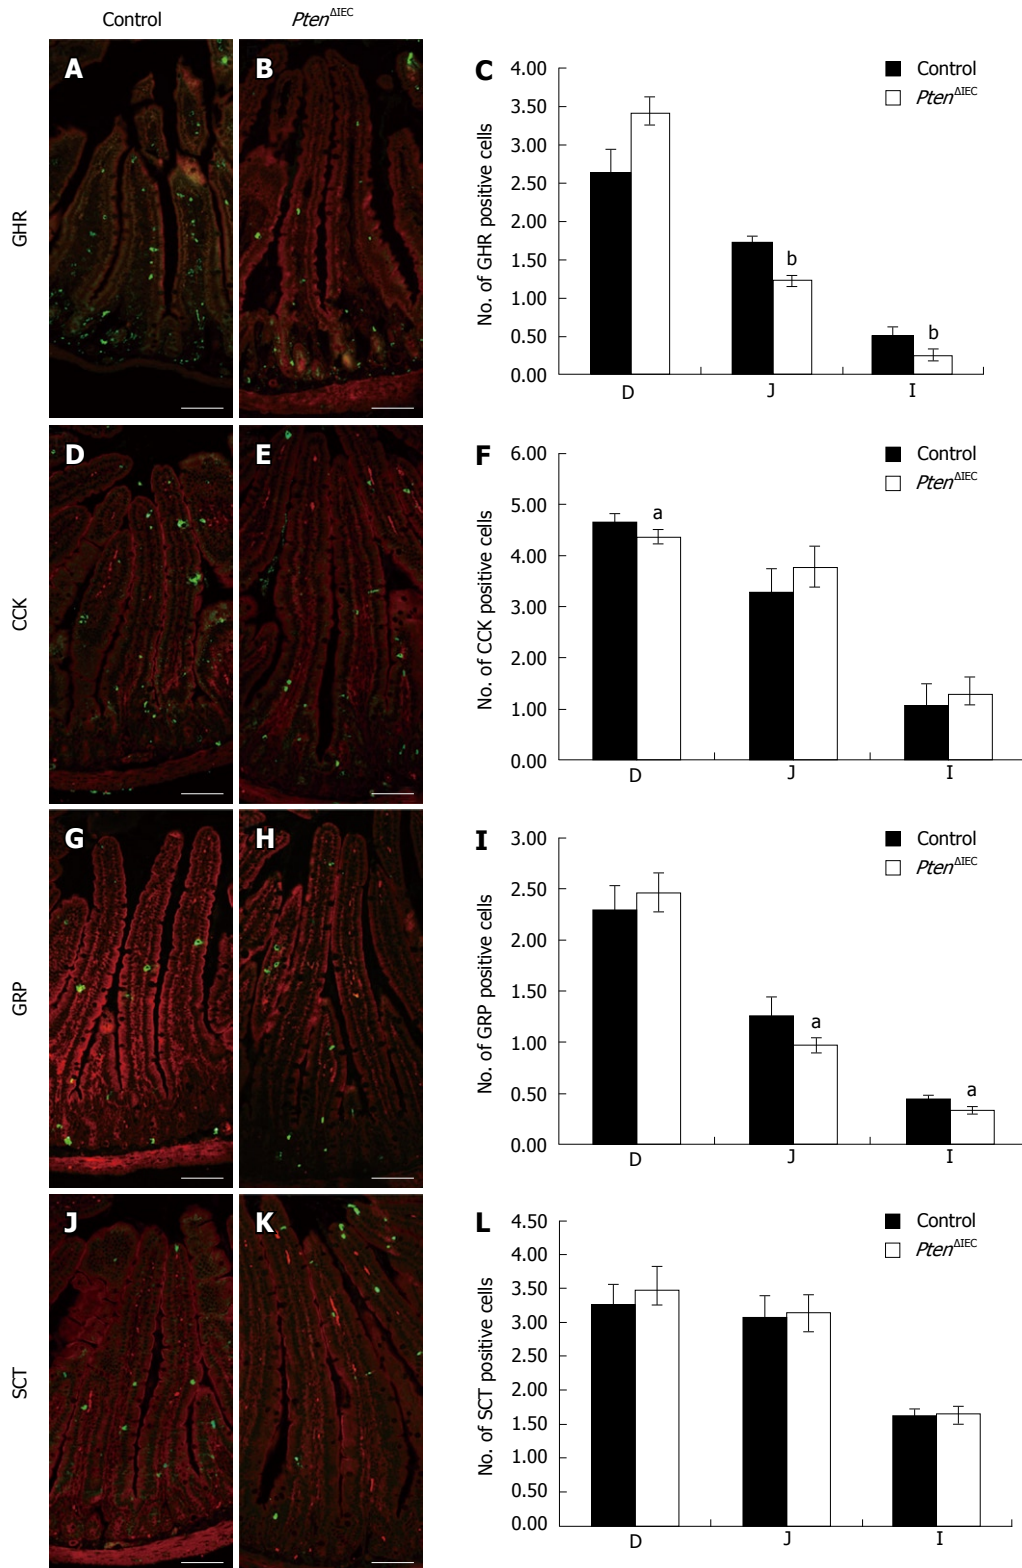 Control
Pten^ΔIEC
GHR
A
B
C
No. of GHR positive cells
4.00
3.50
3.00
2.50
2.00
1.50
1.00
0.50
0.00
Control
Pten^ΔIEC
b
b
D J I
CCK
D
E
F
No. of CCK positive cells
6.00
5.00
4.00
3.00
2.00
1.00
0.00
Control
Pten^ΔIEC
a
D J I
GRP
G
H
I
No. of GRP positive cells
3.00
2.50
2.00
1.50
1.00
0.50
0.00
Control
Pten^ΔIEC
a
a
D J I
SCT
J
K
L
No. of SCT positive cells
4.50
4.00
3.50
3.00
2.50
2.00
1.50
1.00
0.50
0.00
Control
Pten^ΔIEC
D J I